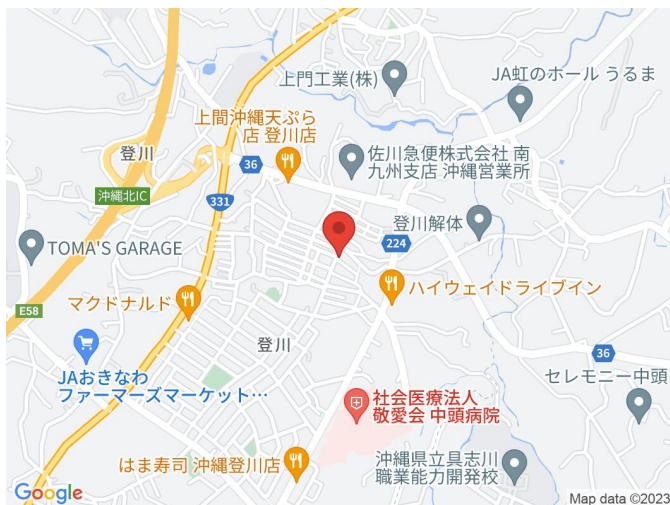 上門工業(株)
JA虹のホール うるま
上間沖縄天ぷら
店 登川店
登川
36
佐川急便株式会社 南
九州支店 沖縄営業所
沖縄北IC
331
登川解体
224
TOMA'S GARAGE
ハイウェイドライブイン
マクドナルド
E58
登川
36
JAおきなわ
ファーマーズマーケット…
セレモニー中頭
社会医療法人
敬愛会 中頭病院
はま寿司 沖縄登川店
沖縄県立具志川
職業能力開発校
Google
Map data ©2023